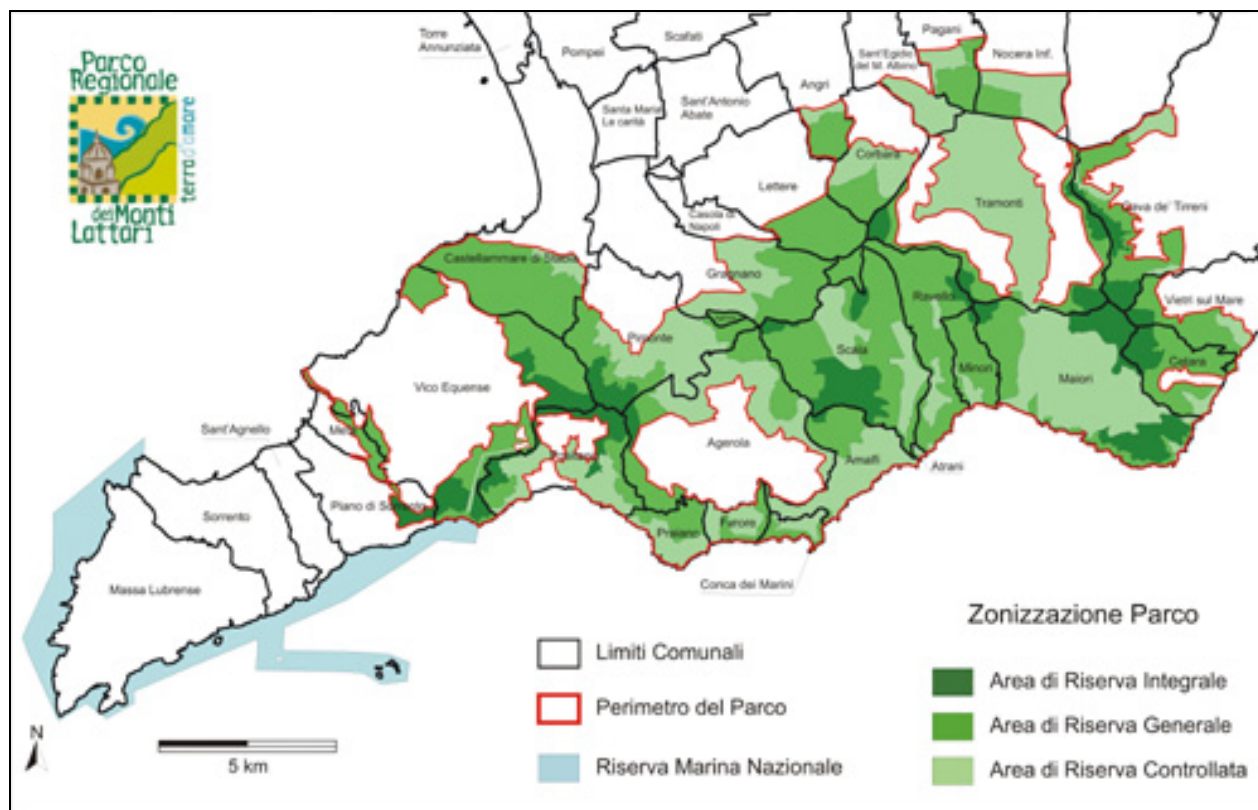 Parco
Regionale
dei Monti
Lattari
terra d'amare
Torre
Annunziata
Pompei
Scafati
Pagani
Sant'Egidio
del M. Albino
Nocera Inf.
Angri
Santa Maria
La carità
Sant'Antonio
Abate
Corbara
Lettere
Tramonti
Cava de' Tirreni
Casola di
Napoli
Castellammare di Stabia
Gragnano
Ravello
Vietri sul Mare
Pimonte
Scala
Cetara
Vico Equense
Minori
Maiori
Sant'Agnello
Meta
Agerola
Positano
Amalfi
Atrani
Piano di Sorrento
Sorrento
Praiano
Furore
Massa Lubrense
Conca dei Marini
Zonizzazione Parco
Limiti Comunali
Perimetro del Parco
Riserva Marina Nazionale
Area di Riserva Integrale
Area di Riserva Generale
Area di Riserva Controllata
N
5 km